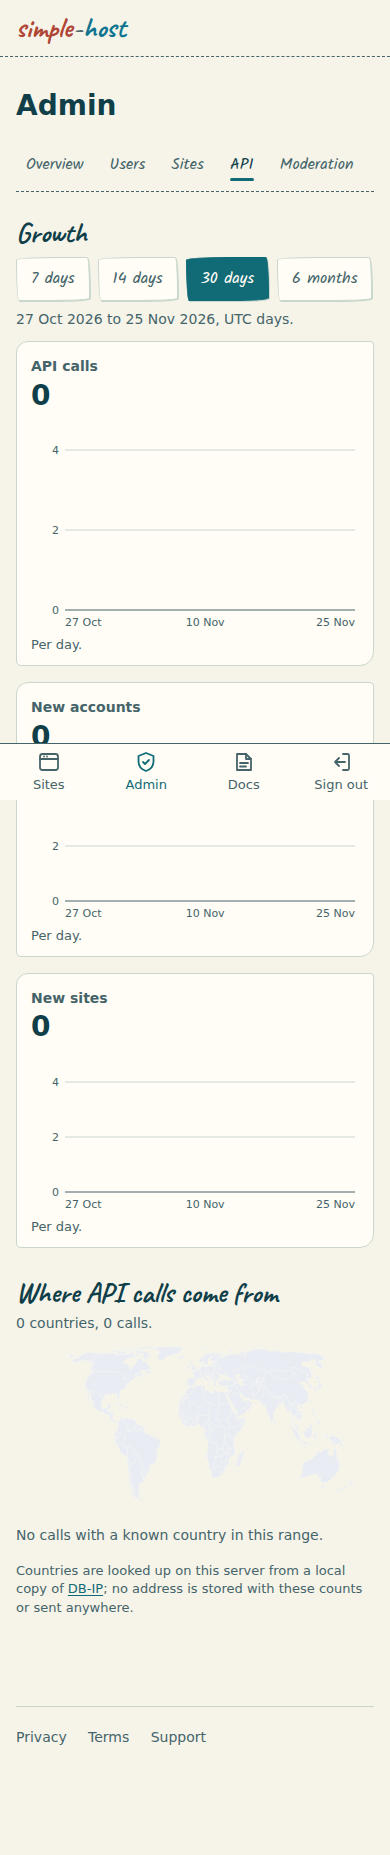 simple-host
Admin
Overview Users Sites API Moderation
Growth
7 days 14 days 30 days 6 months
27 Oct 2026 to 25 Nov 2026, UTC days.
API calls
0
4
2
0
27 Oct 10 Nov 25 Nov
Per day.
New accounts
0
Sites Admin Docs Sign out
2
0
27 Oct 10 Nov 25 Nov
Per day.
New sites
0
4
2
0
27 Oct 10 Nov 25 Nov
Per day.
Where API calls come from
0 countries, 0 calls.
No calls with a known country in this range.
Countries are looked up on this server from a local
copy of DB-IP; no address is stored with these counts
or sent anywhere.
Privacy Terms Support